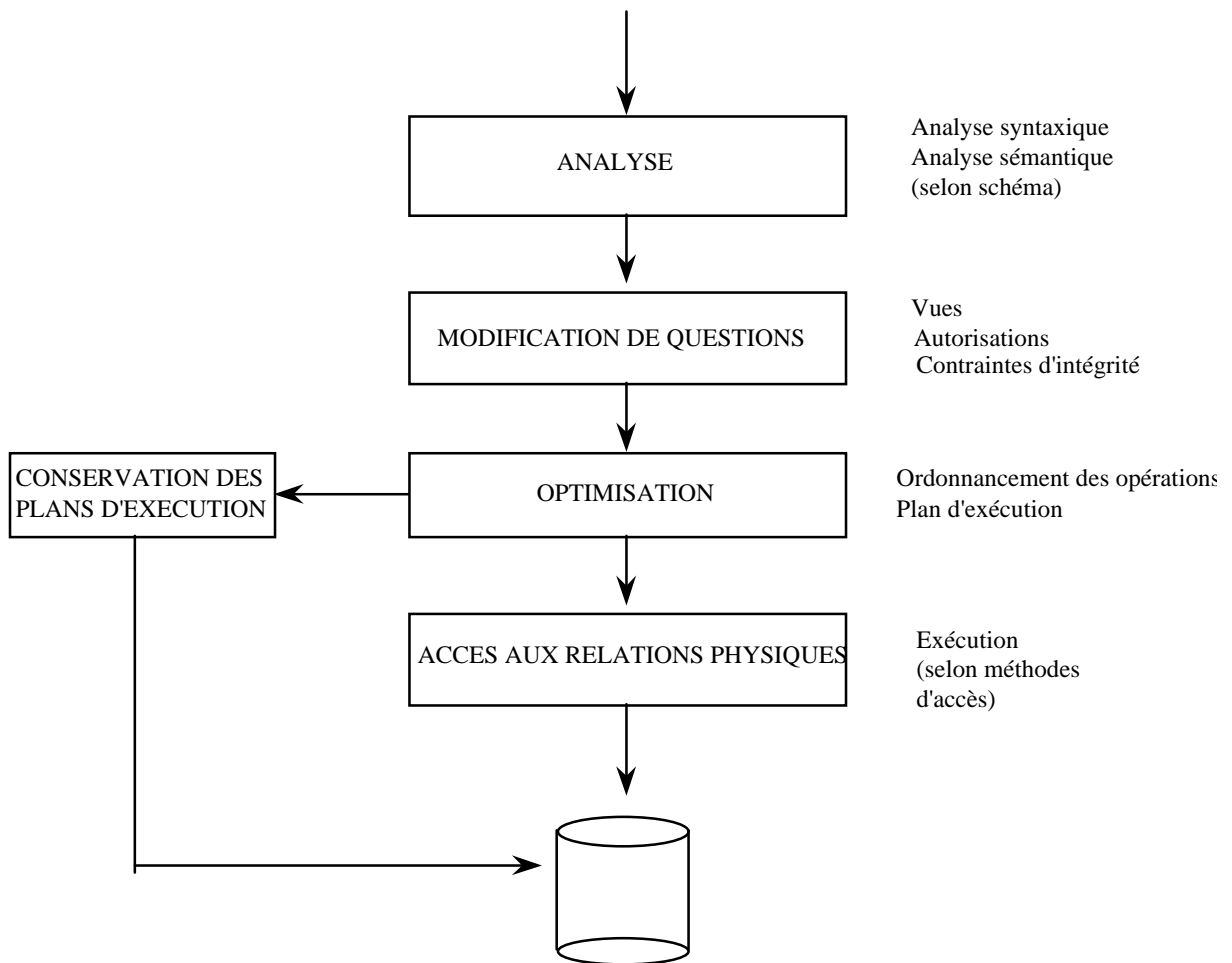 ANALYSE
Analyse syntaxique
Analyse sémantique
(selon schéma)
MODIFICATION DE QUESTIONS
Vues
Autorisations
Contraintes d'intégrité
CONSERVATION DES
PLANS D'EXECUTION
OPTIMISATION
Ordonnancement des opérations
Plan d'exécution
ACCES AUX RELATIONS PHYSIQUES
Exécution
(selon méthodes
d'accès)